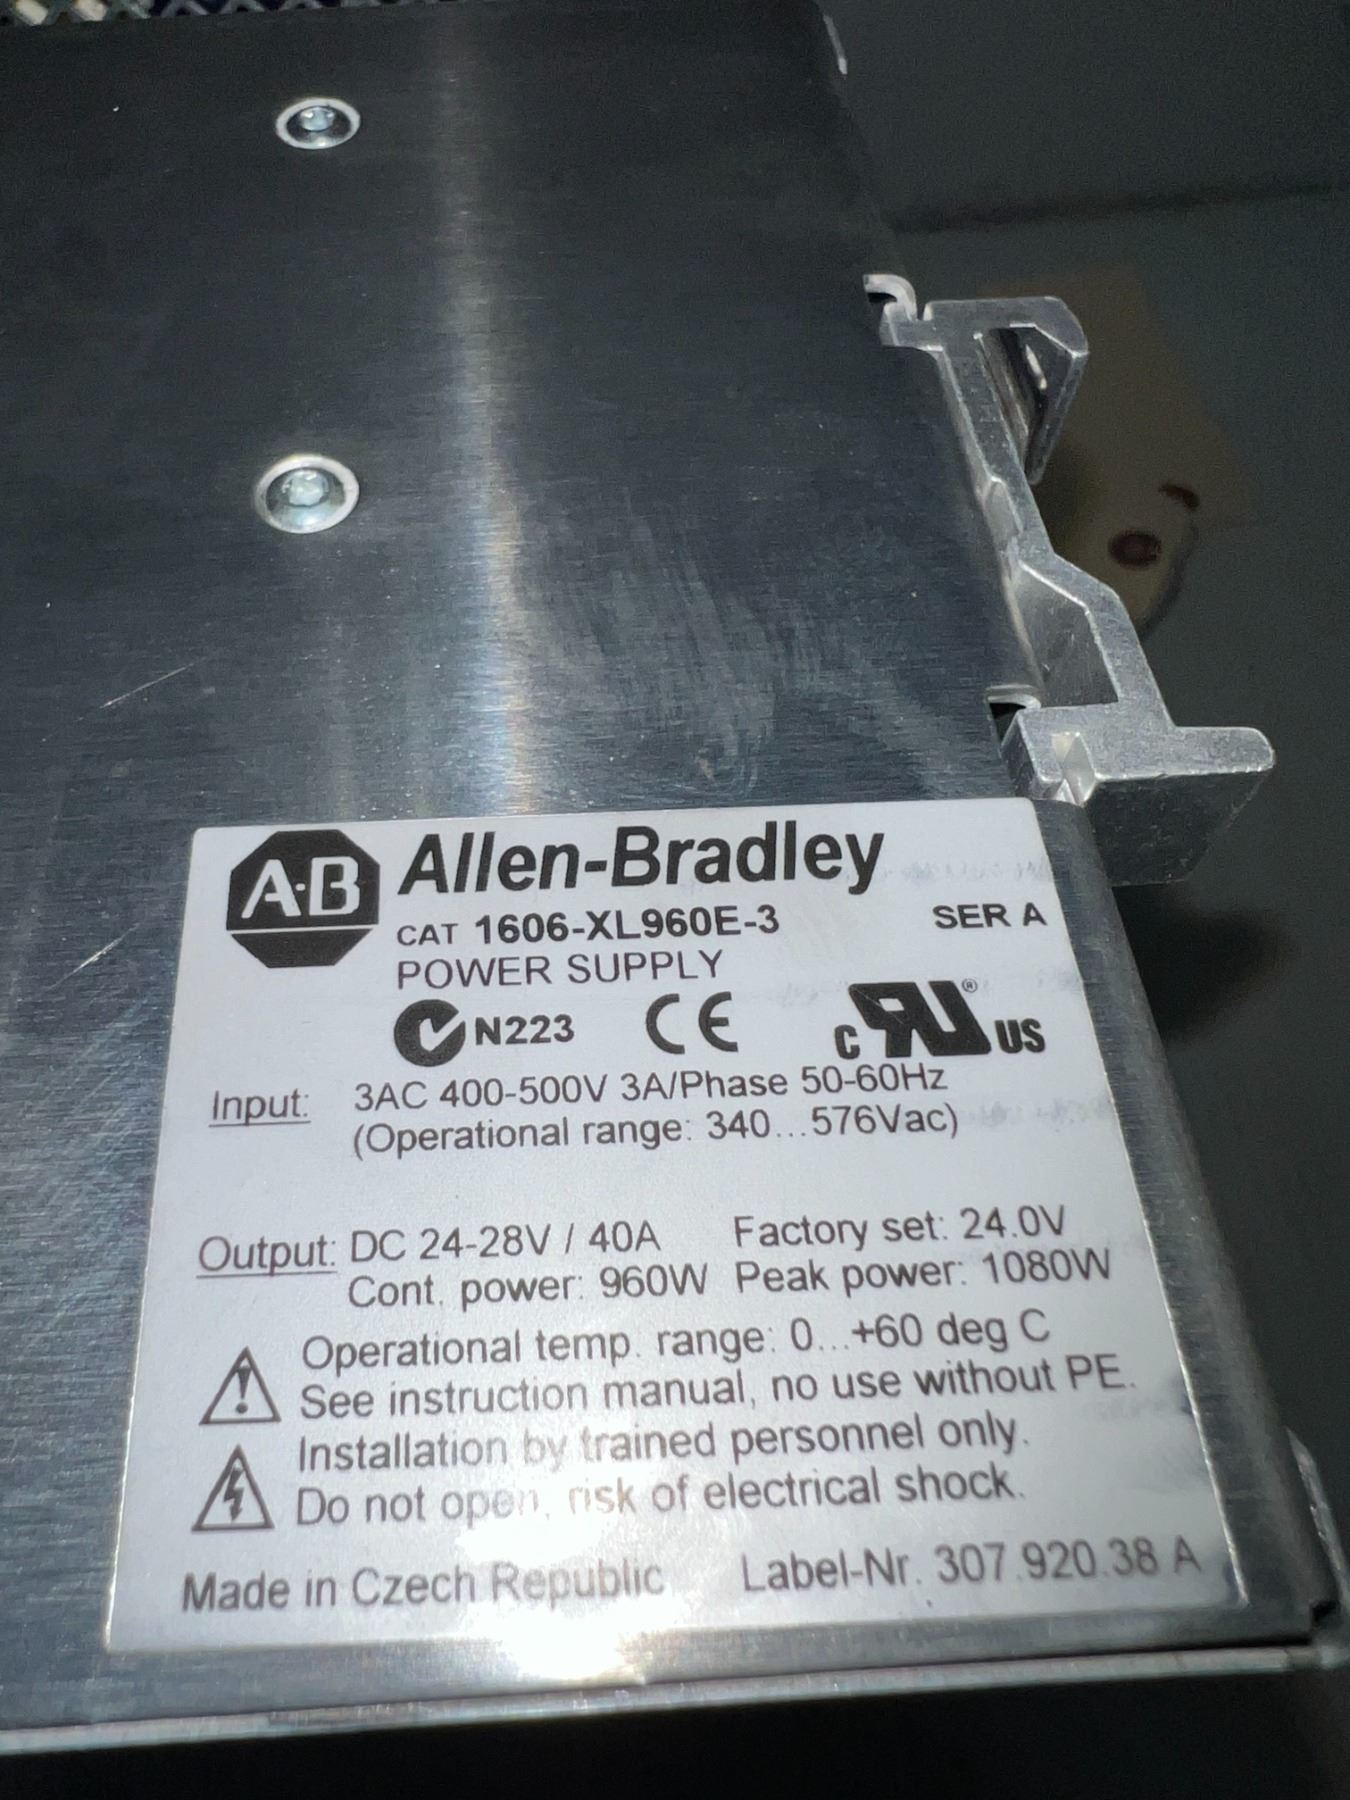 A·B Allen-Bradley
CAT 1606-XL960E-3 SER A
POWER SUPPLY
N223 CE c RU ® US
Input: 3AC 400-500V 3A/Phase 50-60Hz
(Operational range: 340...576Vac)
Output: DC 24-28V / 40A Factory set: 24.0V
Cont. power: 960W Peak power: 1080W
Operational temp. range: 0...+60 deg C
See instruction manual, no use without PE.
Installation by trained personnel only.
Do not open, risk of electrical shock.
Made in Czech Republic Label-Nr. 307.920.38 A